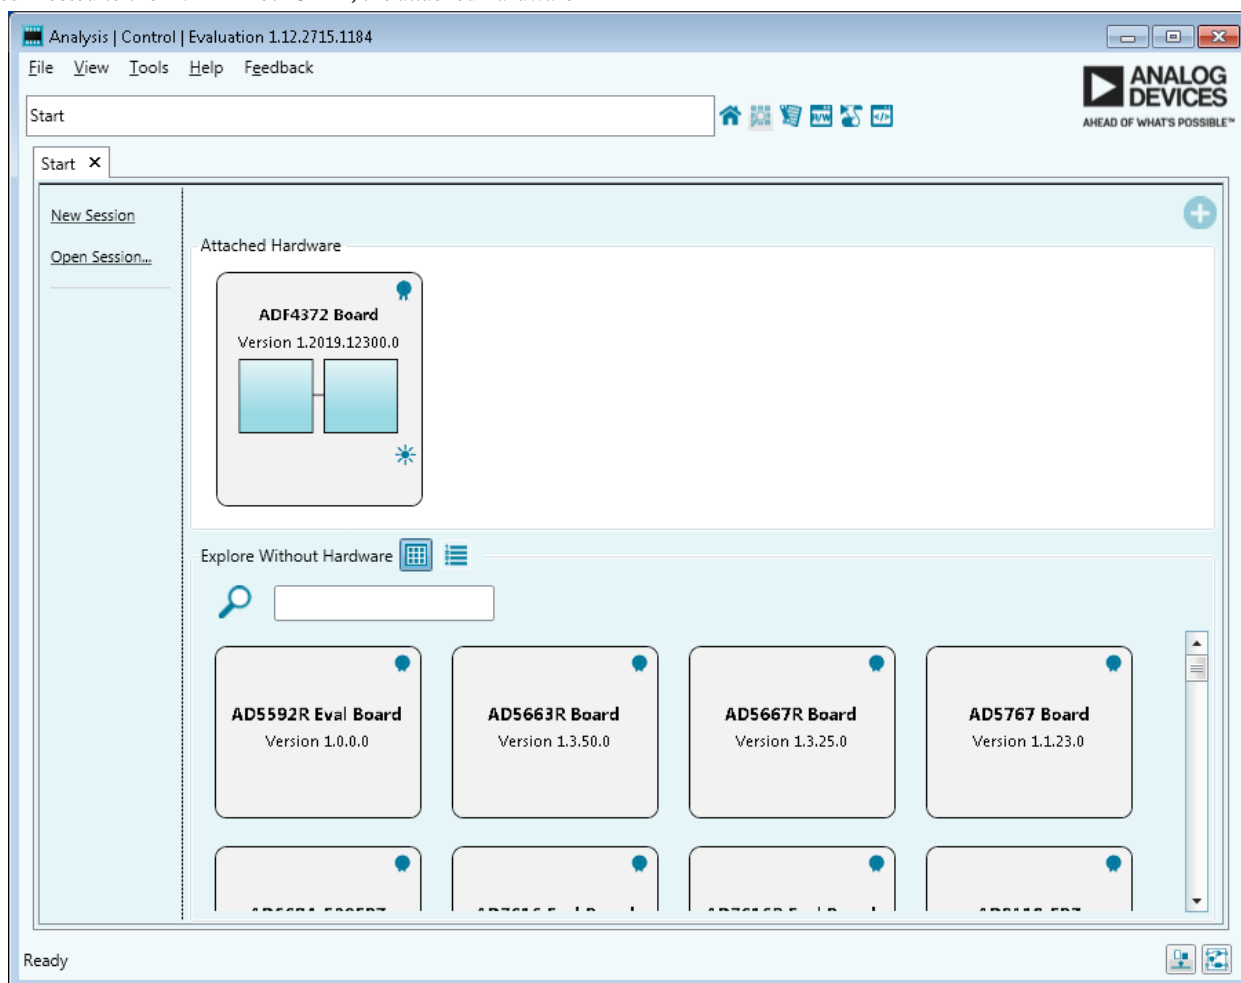 Analysis | Control | Evaluation 1.12.2715.1184
File View Tools Help Feedback
ANALOG
DEVICES
AHEAD OF WHAT'S POSSIBLE™
Start
R/W
</>
Start
New Session
Open Session...
Attached Hardware
ADF4372 Board
Version 1.2019.12300.0
Explore Without Hardware
AD5592R Eval Board
Version 1.0.0.0
AD5663R Board
Version 1.3.50.0
AD5667R Board
Version 1.3.25.0
AD5767 Board
Version 1.1.23.0
Ready